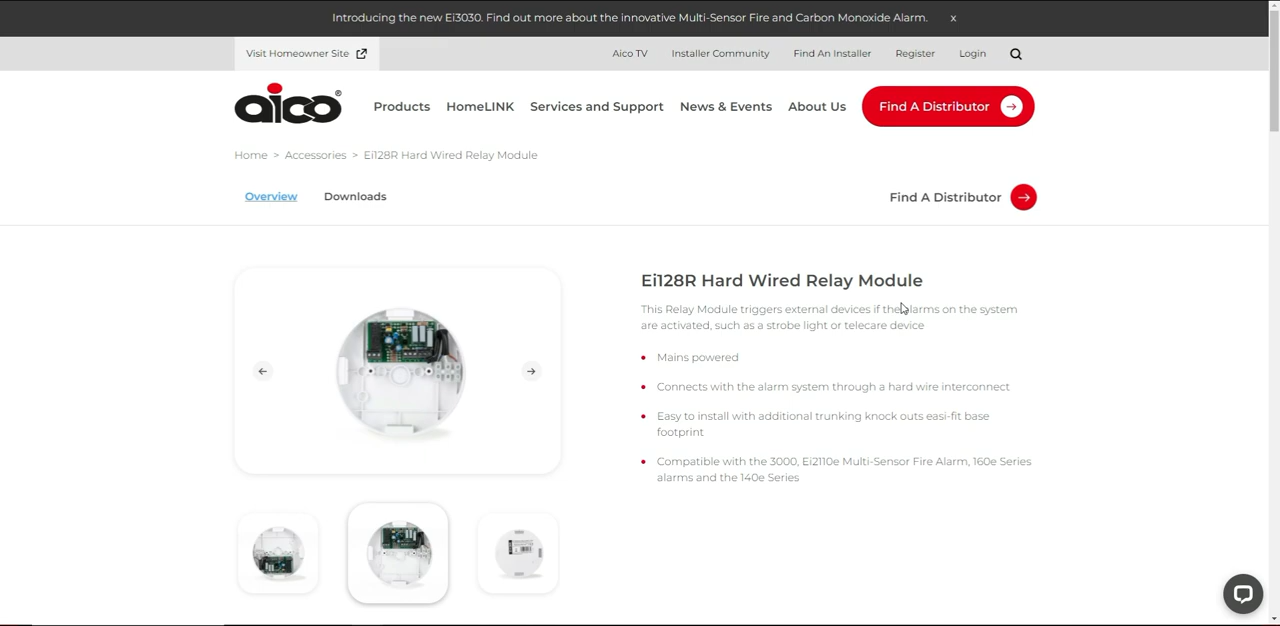 Introducing the new Ei3030. Find out more about the innovative Multi-Sensor Fire and Carbon Monoxide Alarm. x
Visit Homeowner Site Aico TV Installer Community Find An Installer Register Login
aico® Products HomeLINK Services and Support News & Events About Us Find A Distributor
Home > Accessories > Ei128R Hard Wired Relay Module
Overview Downloads Find A Distributor
Ei128R Hard Wired Relay Module
This Relay Module triggers external devices if the alarms on the system
are activated, such as a strobe light or telecare device
Mains powered
Connects with the alarm system through a hard wire interconnect
Easy to install with additional trunking knock outs easi-fit base
footprint
Compatible with the 3000, Ei2110e Multi-Sensor Fire Alarm, 160e Series
alarms and the 140e Series